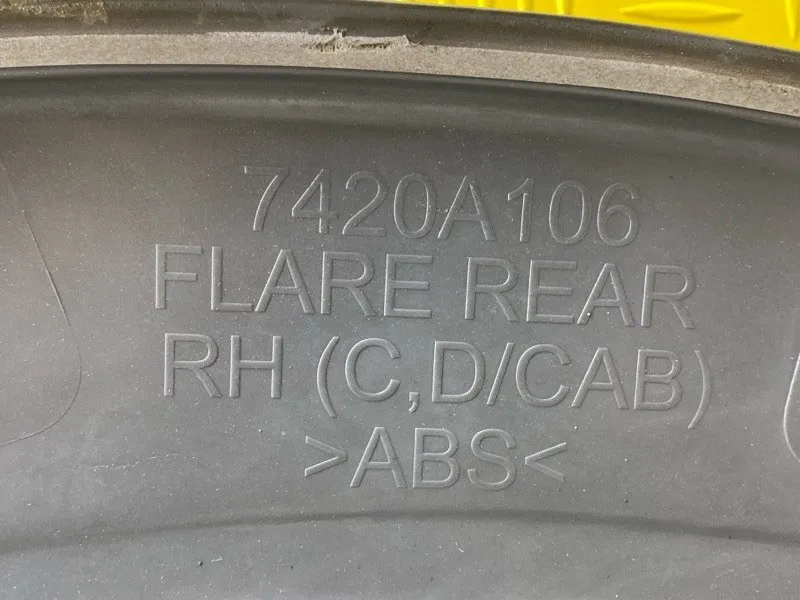 7420A106
FLARE REAR
RH (C,D/CAB)
>ABS<